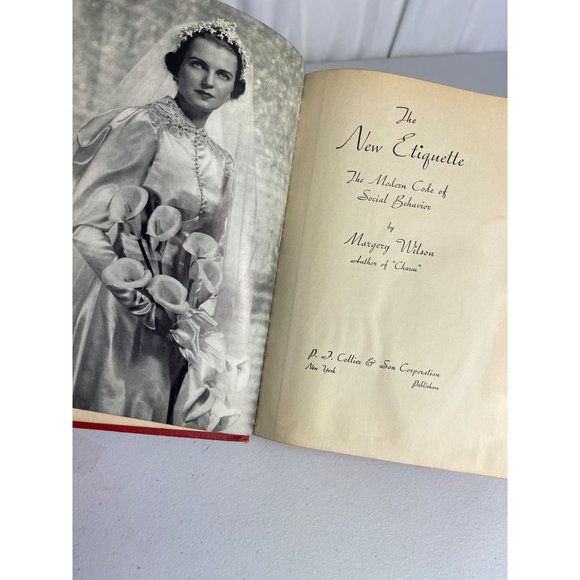 The
New Etiquette
The Modern Code of
Social Behavior
by
Margery Wilson
Author of "Charm"
P. F. Collier & Son Corporation
New York
Publishers